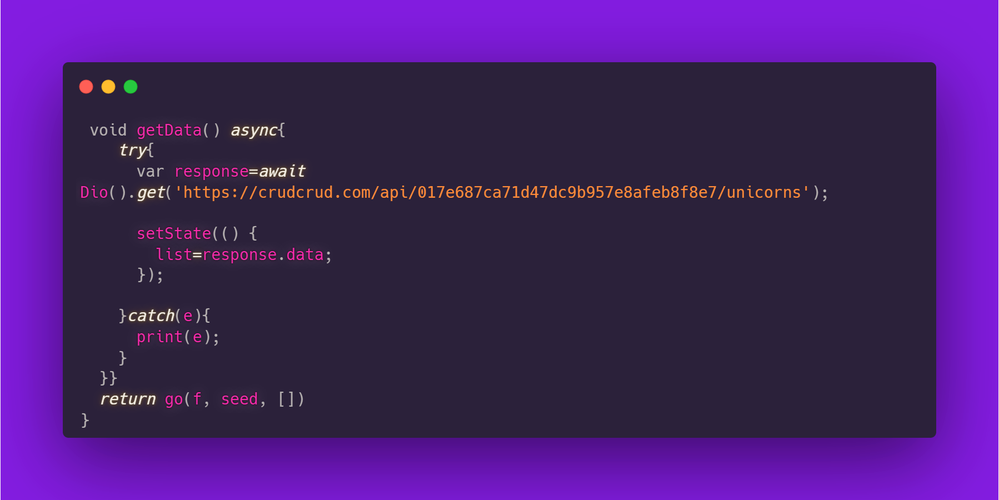 void getData() async{
try{
var response=await
Dio().get('https://crudcrud.com/api/017e687ca71d47dc9b957e8afeb8f8e7/unicorns');
setState(() {
list=response.data;
});
}catch(e){
print(e);
}
}}
return go(f, seed, [])
}